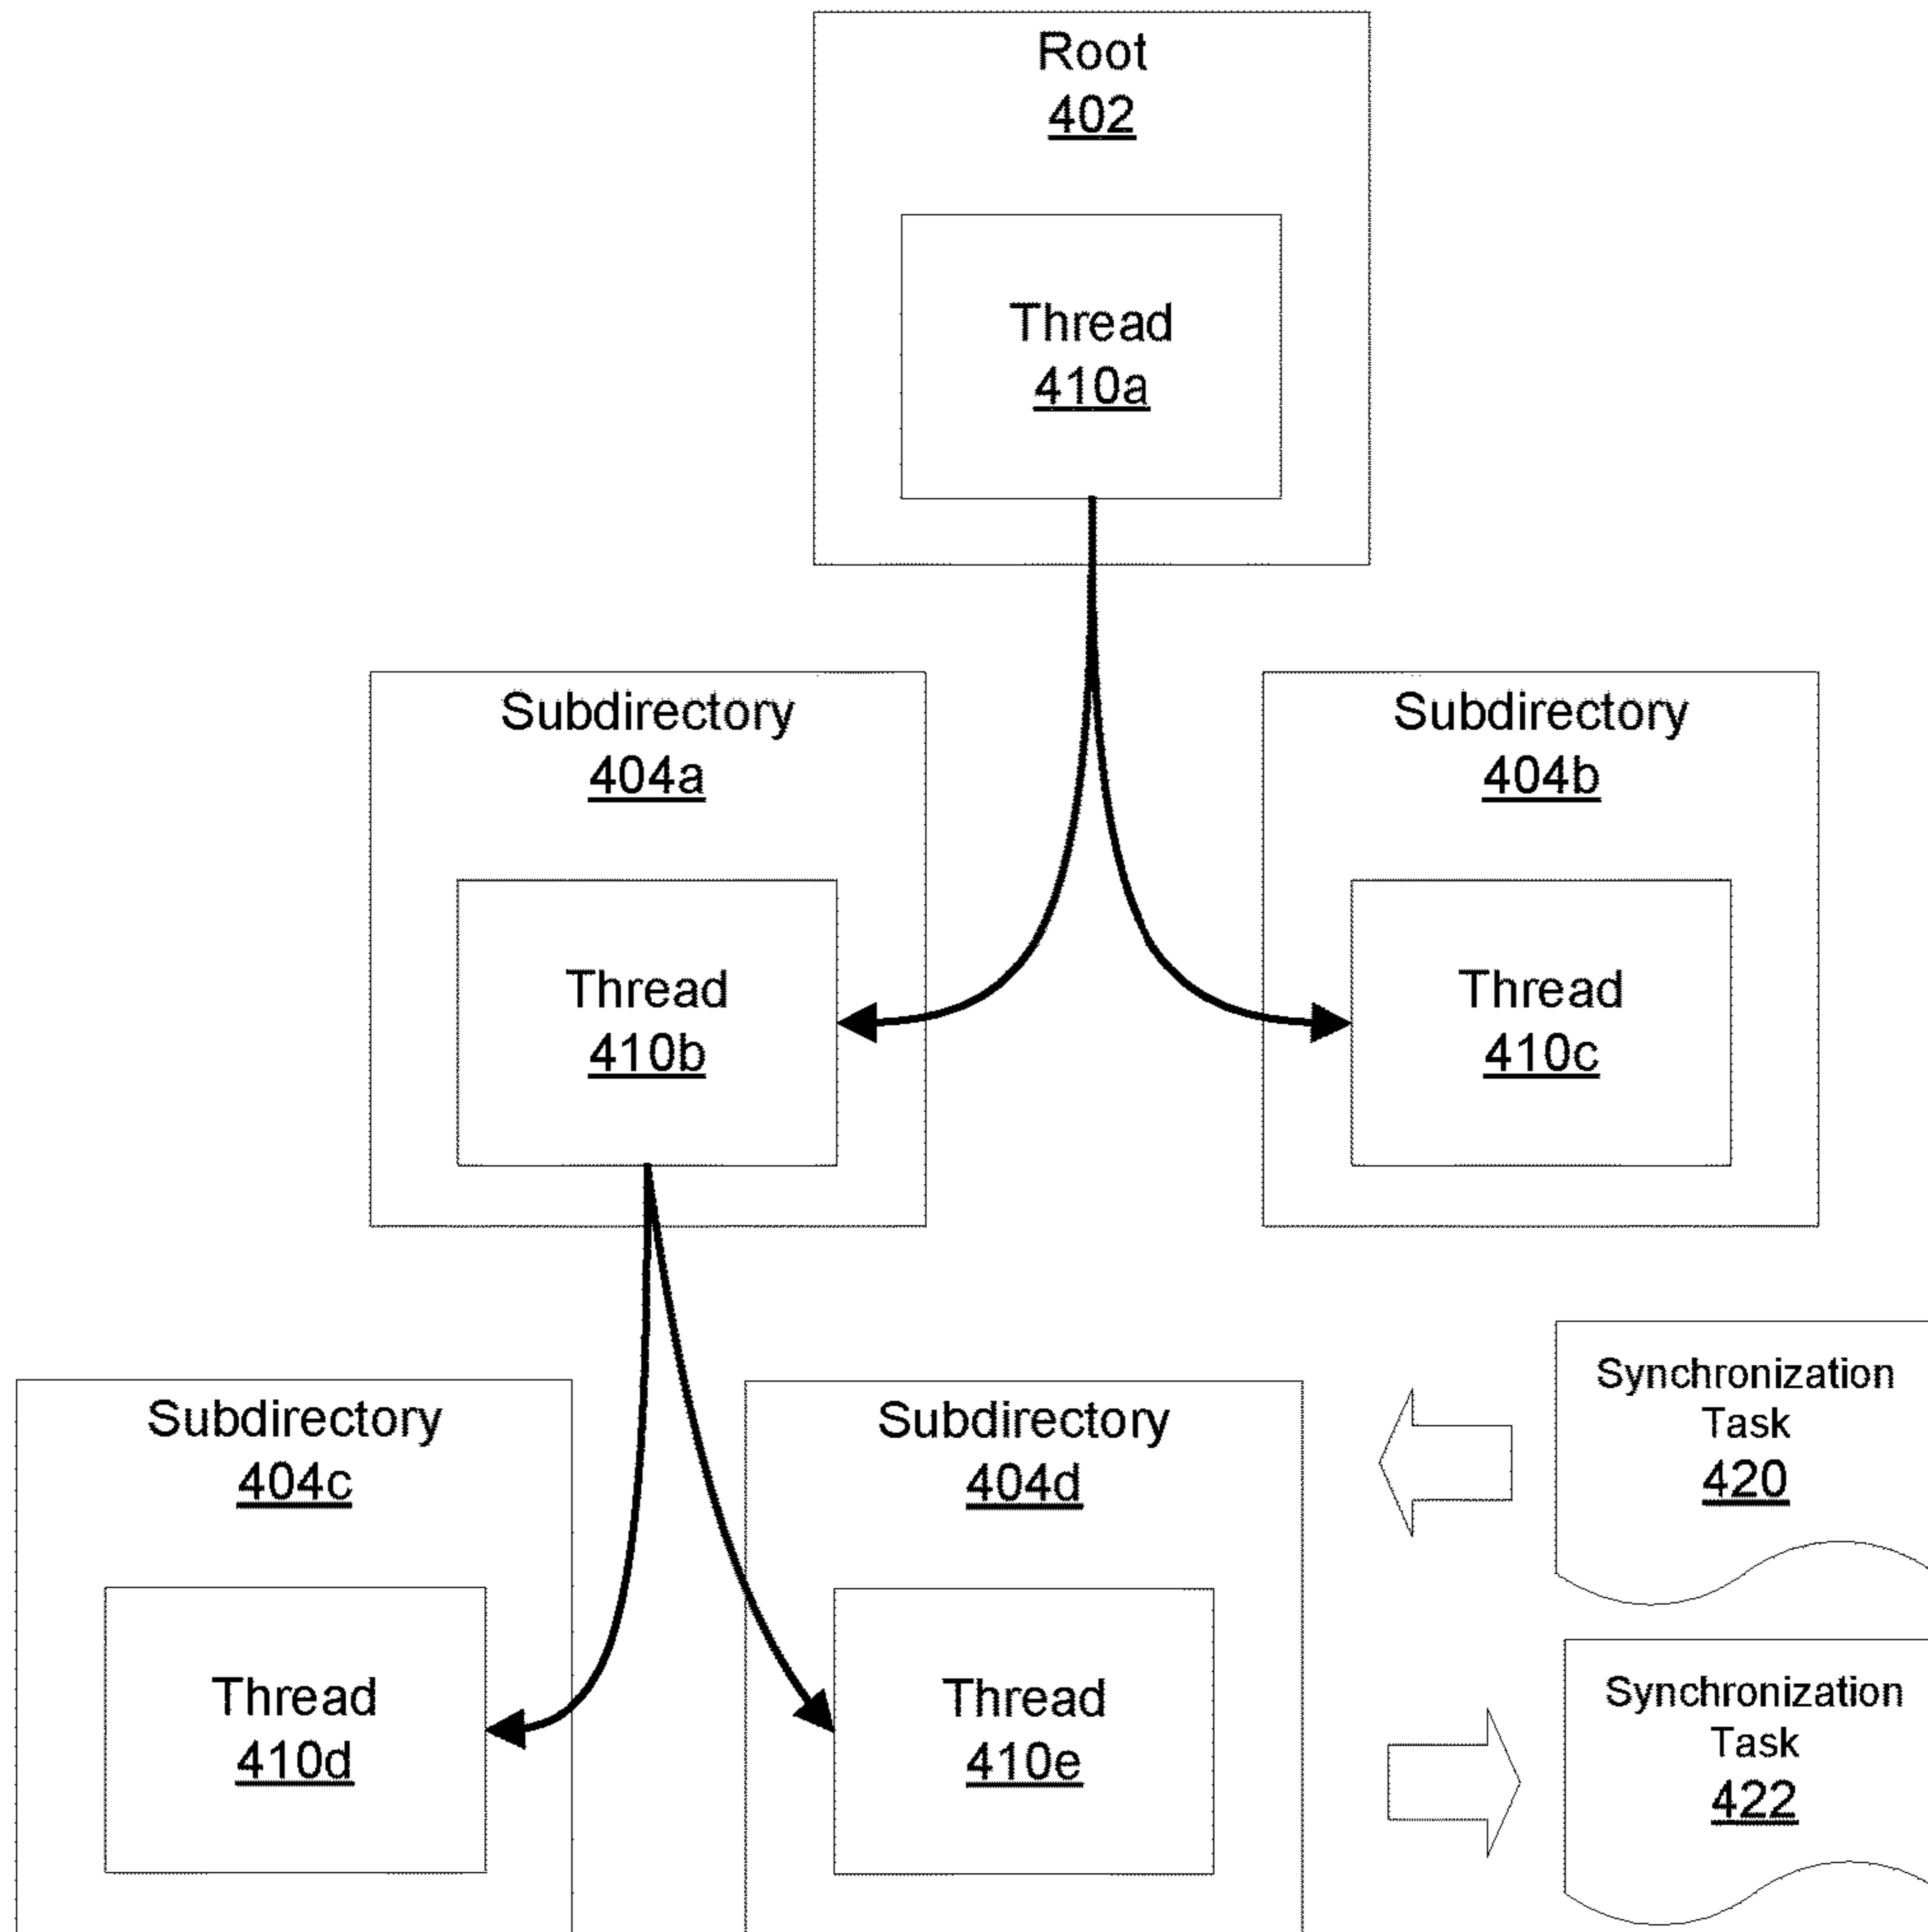 Root
402
Thread
410a
Subdirectory
404a
Thread
410b
Subdirectory
404b
Thread
410c
Subdirectory
404c
Thread
410d
Subdirectory
404d
Thread
410e
Synchronization
Task
420
Synchronization
Task
422